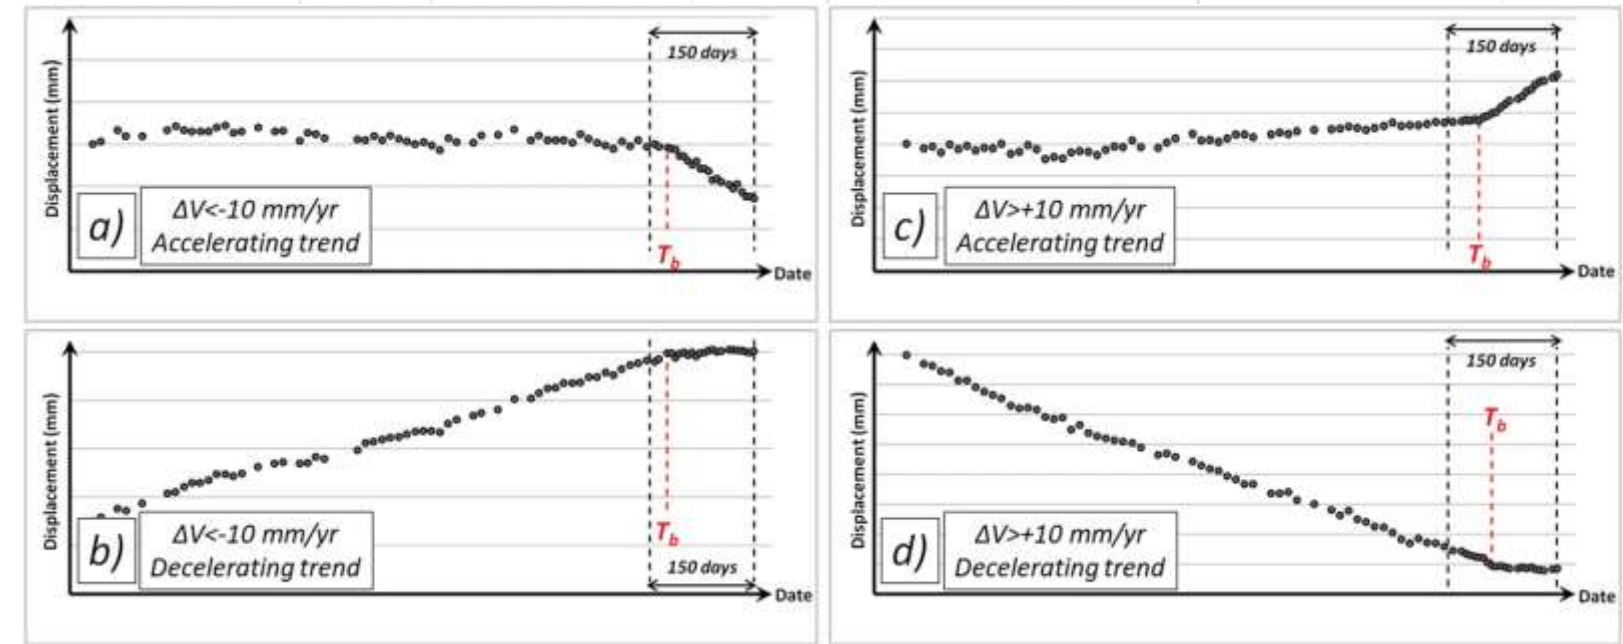 Displacement (mm)
150 days
a)
ΔV<-10 mm/yr
Accelerating trend
Tb
Date
Displacement (mm)
150 days
c)
ΔV>+10 mm/yr
Accelerating trend
Tb
Date
Displacement (mm)
b)
ΔV<-10 mm/yr
Decelerating trend
Tb
150 days
Date
Displacement (mm)
150 days
Tb
d)
ΔV>+10 mm/yr
Decelerating trend
Date